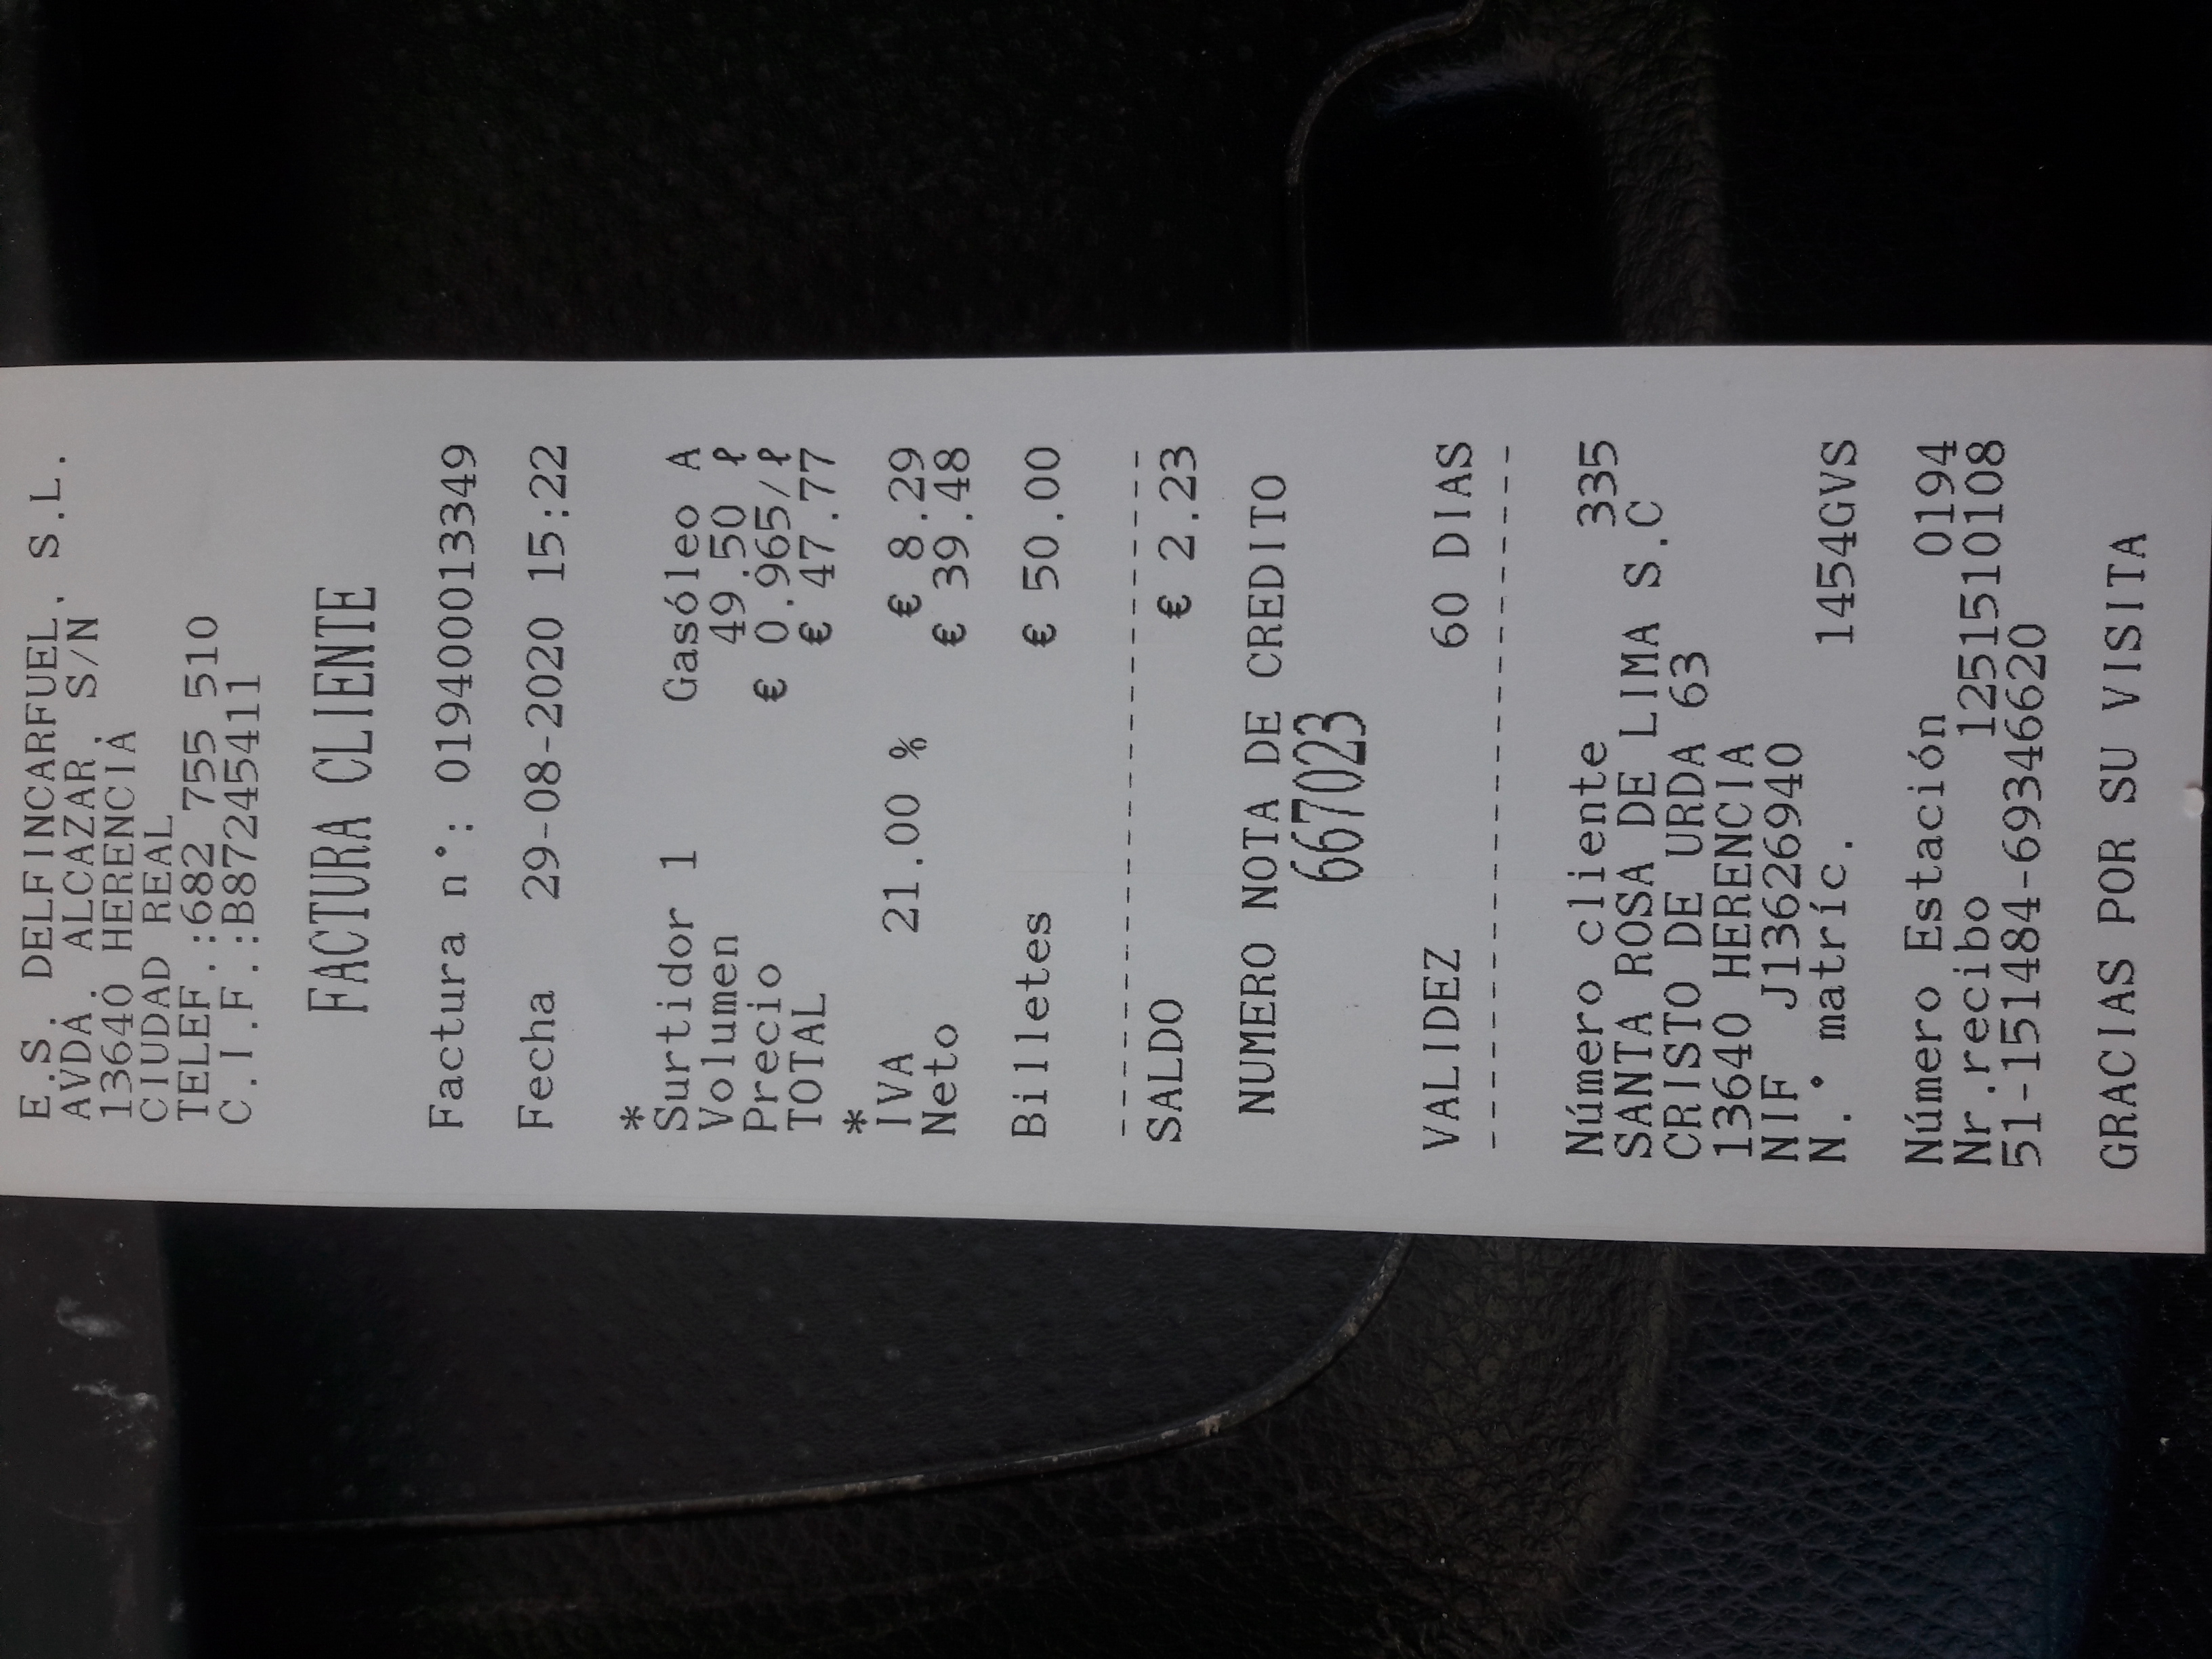 E.S. DELFINCARFUEL. S.L.
AVDA. ALCAZAR, S/N
13640 HERENCIA
CIUDAD REAL
TELEF.:682 755 510
C.I.F.:B87245411
FACTURA CLIENTE
Factura n°: 0194000013349
Fecha 29-08-2020 15:22
*
Surtidor 1 Gasóleo A
Volumen 49.50 ℓ
Precio € 0.965/ℓ
TOTAL € 47.77
*
IVA 21.00 % € 8.29
Neto € 39.48
Billetes € 50.00
--------------------------------
SALDO € 2.23
NUMERO NOTA DE CREDITO
667023
VALIDEZ 60 DIAS
--------------------------------
Número cliente 335
SANTA ROSA DE LIMA S.C
CRISTO DE URDA 63
13640 HERENCIA
NIF J13626940
N.° matríc. 1454GVS
Número Estación 0194
Nr.recibo 1251510108
51-151484-69346620
GRACIAS POR SU VISITA